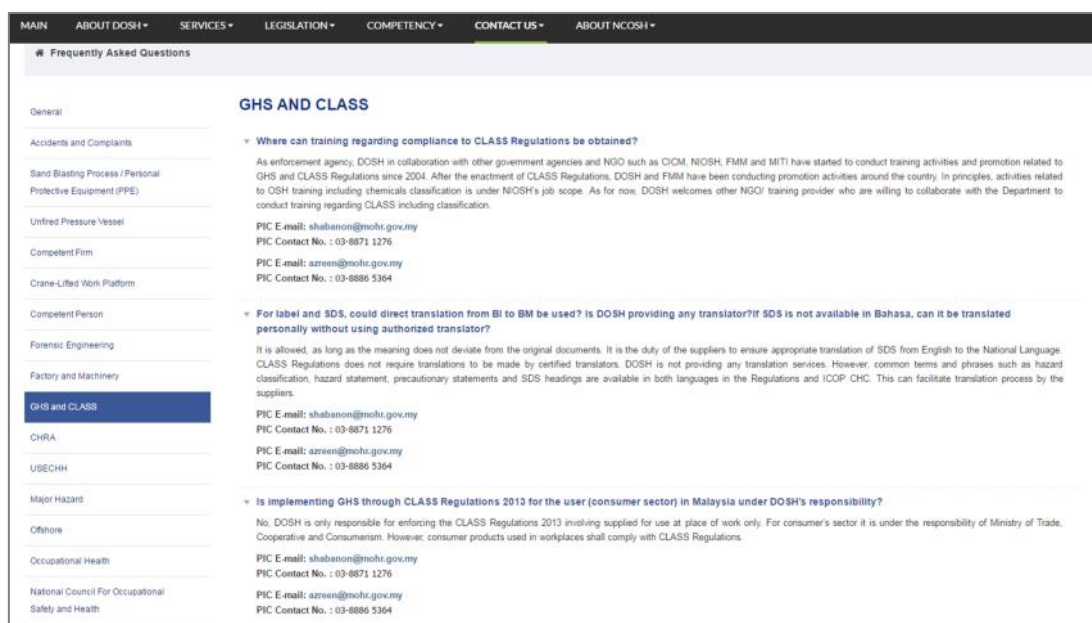 MAIN ABOUT DOSH SERVICES LEGISLATION COMPETENCY CONTACT US ABOUT NCOSH
Frequently Asked Questions
General
Accidents and Complaints
Sand Blasting Process / Personal
Protective Equipment (PPE)
Unfired Pressure Vessel
Competent Firm
Crane-Lifted Work Platform
Competent Person
Forensic Engineering
Factory and Machinery
GHS and CLASS
CHRA
USECHH
Major Hazard
Offshore
Occupational Health
National Council For Occupational
Safety and Health
GHS AND CLASS
Where can training regarding compliance to CLASS Regulations be obtained?
As enforcement agency, DOSH in collaboration with other government agencies and NGO such as CICM, NIOSH, FMM and MITI have started to conduct training activities and promotion related to
GHS and CLASS Regulations since 2004. After the enactment of CLASS Regulations, DOSH and FMM have been conducting promotion activities around the country. In principles, activities related
to OSH training including chemicals classification is under NIOSH's job scope. As for now, DOSH welcomes other NGO/ training provider who are willing to collaborate with the Department to
conduct training regarding CLASS including classification.
PIC E-mail: shabanon@mohr.gov.my
PIC Contact No. : 03-8871 1276
PIC E-mail: azreen@mohr.gov.my
PIC Contact No. : 03-8886 5364
For label and SDS, could direct translation from BI to BM be used? Is DOSH providing any translator?If SDS is not available in Bahasa, can it be translated
personally without using authorized translator?
It is allowed, as long as the meaning does not deviate from the original documents. It is the duty of the suppliers to ensure appropriate translation of SDS from English to the National Language.
CLASS Regulations does not require translations to be made by certified translators. DOSH is not providing any translation services. However, common terms and phrases such as hazard
classification, hazard statement, precautionary statements and SDS headings are available in both languages in the Regulations and ICOP CHC. This can facilitate translation process by the
suppliers.
PIC E-mail: shabanon@mohr.gov.my
PIC Contact No. : 03-8871 1276
PIC E-mail: azreen@mohr.gov.my
PIC Contact No. : 03-8886 5364
Is implementing GHS through CLASS Regulations 2013 for the user (consumer sector) in Malaysia under DOSH's responsibility?
No, DOSH is only responsible for enforcing the CLASS Regulations 2013 involving supplied for use at place of work only. For consumer's sector it is under the responsibility of Ministry of Trade,
Cooperative and Consumerism. However, consumer products used in workplaces shall comply with CLASS Regulations.
PIC E-mail: shabanon@mohr.gov.my
PIC Contact No. : 03-8871 1276
PIC E-mail: azreen@mohr.gov.my
PIC Contact No. : 03-8886 5364